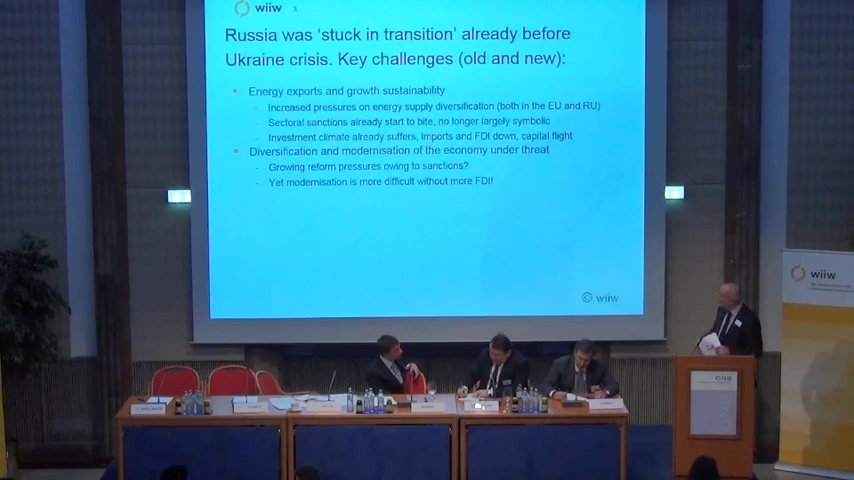 wiiw 3
Russia was 'stuck in transition' already before
Ukraine crisis. Key challenges (old and new):
Energy exports and growth sustainability
- Increased pressures on energy supply diversification (both in the EU and RU)
- Sectoral sanctions already start to bite, no longer largely symbolic
- Investment climate already suffers, imports and FDI down, capital flight
Diversification and modernisation of the economy under threat
- Growing reform pressures owing to sanctions?
- Yet modernisation is more difficult without more FDI!
© wiiw
wiiw